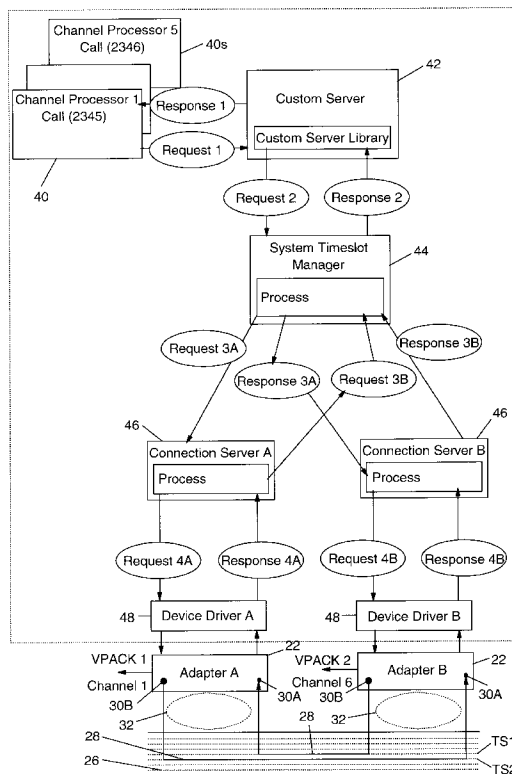 Channel Processor 5
Call (2346)
40s
Channel Processor 1
Call (2345)
40
Response 1
Request 1
42
Custom Server
Custom Server Library
Request 2
Response 2
System Timeslot
Manager
44
Process
Request 3A
Response 3A
Request 3B
Response 3B
46
Connection Server A
Process
46
Connection Server B
Process
Request 4A
Response 4A
Request 4B
Response 4B
48
Device Driver A
48
Device Driver B
VPACK 1
22
Adapter A
Channel 1
30B
30A
32
VPACK 2
22
Adapter B
Channel 6
30B
30A
32
28
28
26
TS1
TS2